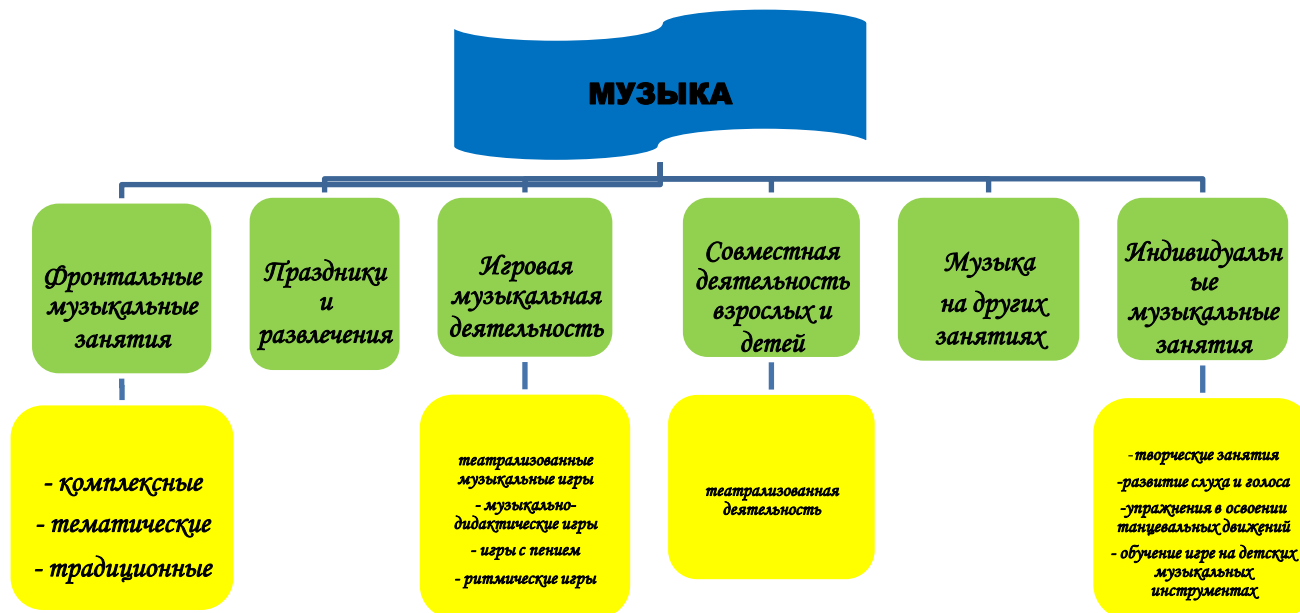 МУЗЫКА
Фронтальные
музыкальные
занятия
Праздники
и
развлечения
Игровая
музыкальная
деятельность
Совместная
деятельность
взрослых и
детей
Музыка
на других
занятиях
Индивидуальн
ые
музыкальные
занятия
- комплексные
- тематические
- традиционные
театрализованные
музыкальные игры
- музыкально-
дидактические игры
- игры с пением
- ритмические игры
театрализованная
деятельность
- творческие занятия
-развитие слуха и голоса
-упражнения в освоении
танцевальных движений
- обучение игре на детских
музыкальных
инструментах